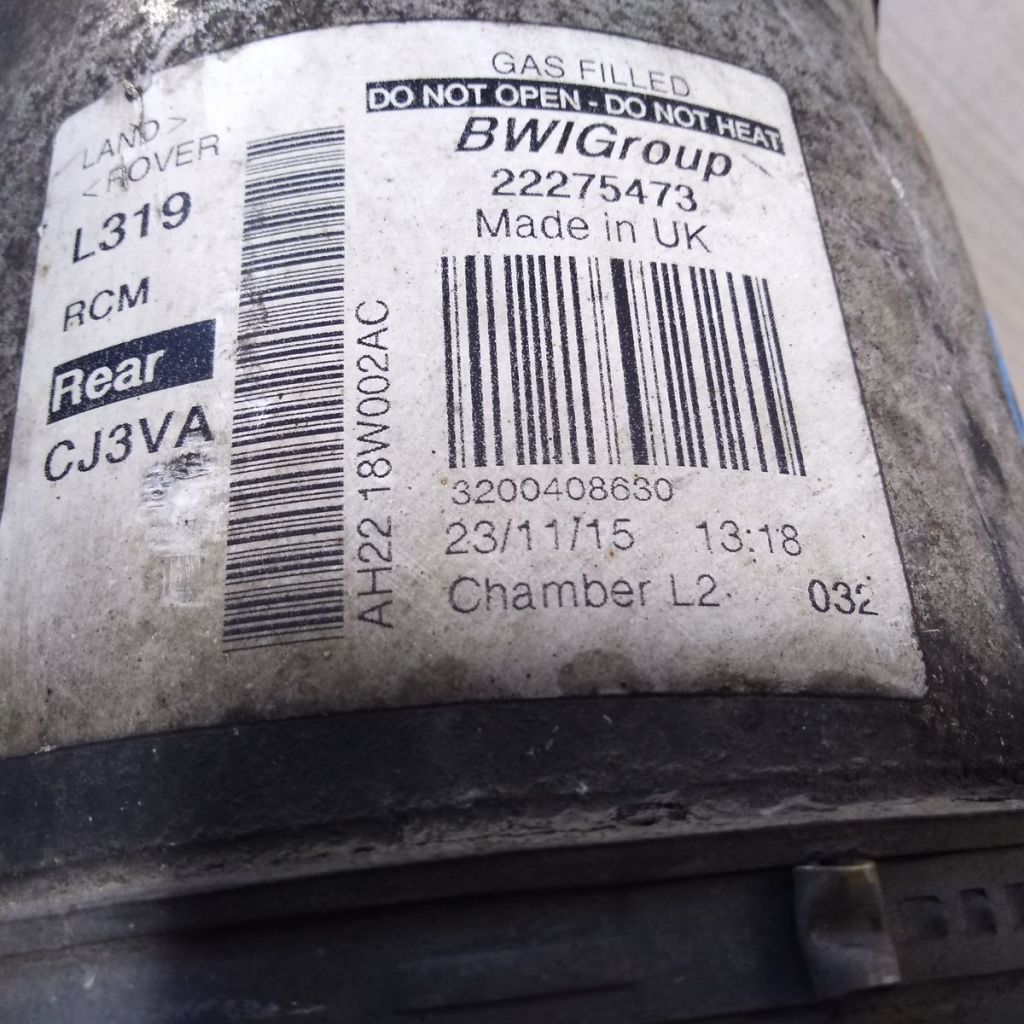 LAND >
< ROVER
L319
RCM
Rear
CJ3VA
AH22 18W002AC
GAS FILLED
DO NOT OPEN - DO NOT HEAT
BWIGroup
22275473
Made in UK
3200408630
23/11/15 13:18
Chamber L2 032